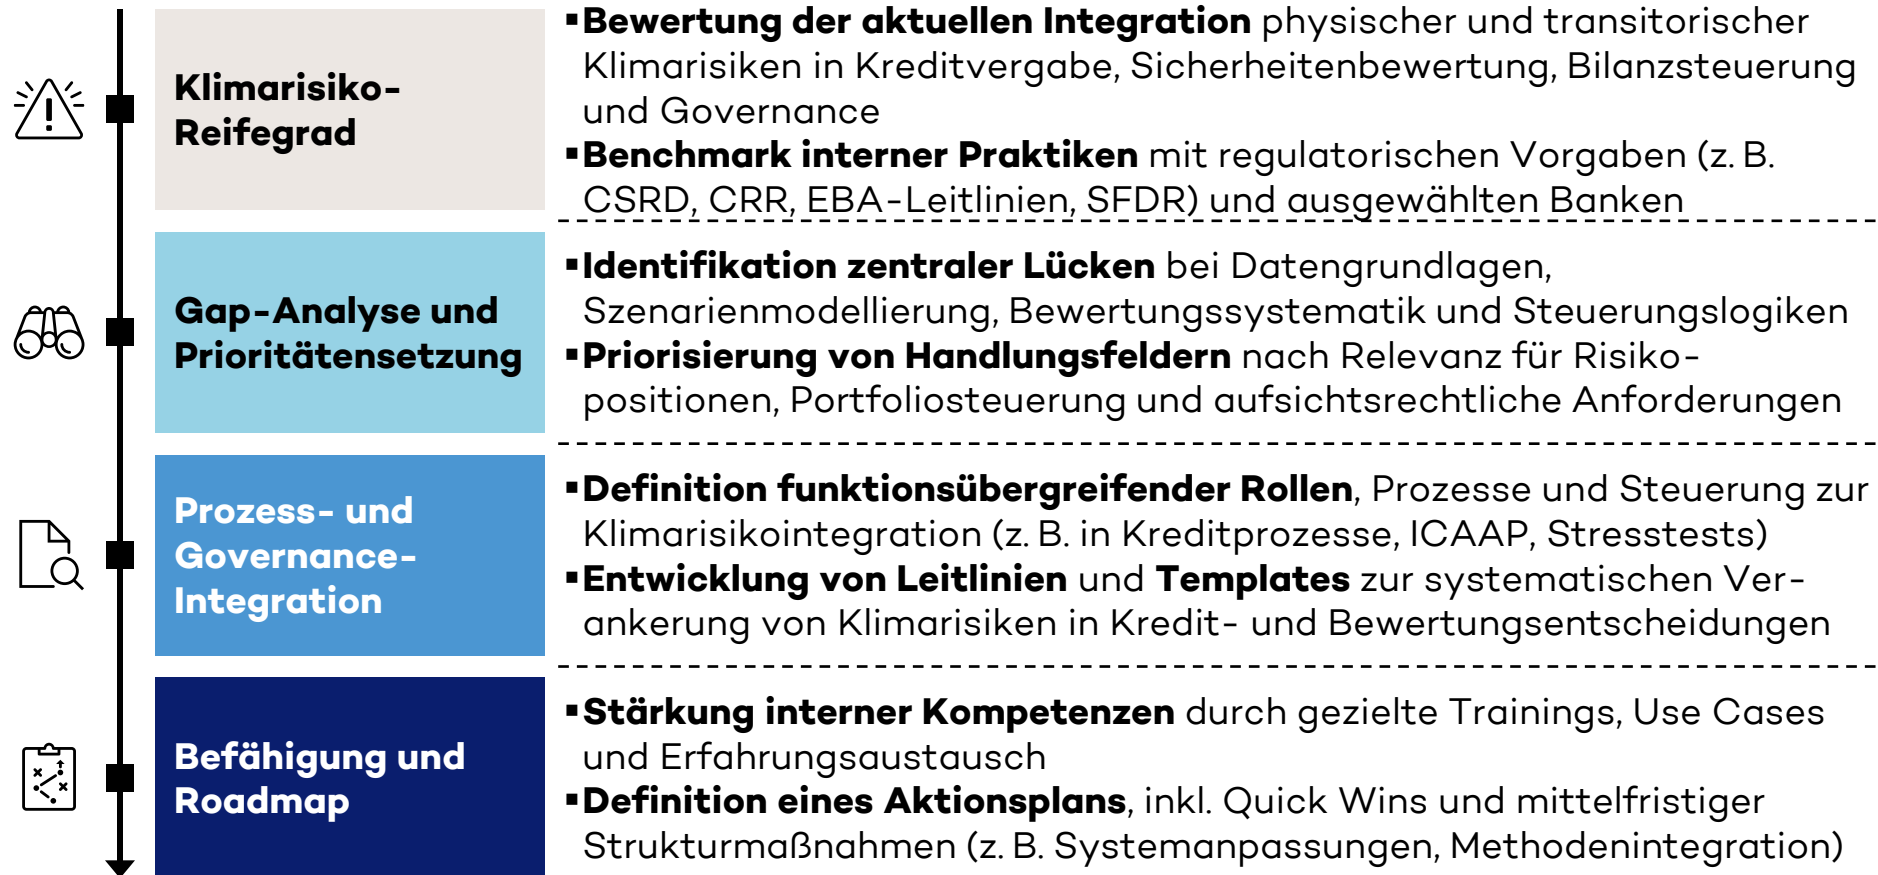 Klimarisiko-
Reifegrad
▪Bewertung der aktuellen Integration physischer und transitorischer
Klimarisiken in Kreditvergabe, Sicherheitenbewertung, Bilanzsteuerung
und Governance
▪Benchmark interner Praktiken mit regulatorischen Vorgaben (z. B.
CSRD, CRR, EBA-Leitlinien, SFDR) und ausgewählten Banken
Gap-Analyse und
Prioritätensetzung
▪Identifikation zentraler Lücken bei Datengrundlagen,
Szenarienmodellierung, Bewertungssystematik und Steuerungslogiken
▪Priorisierung von Handlungsfeldern nach Relevanz für Risiko-
positionen, Portfoliosteuerung und aufsichtsrechtliche Anforderungen
Prozess- und
Governance-
Integration
▪Definition funktionsübergreifender Rollen, Prozesse und Steuerung zur
Klimarisikointegration (z. B. in Kreditprozesse, ICAAP, Stresstests)
▪Entwicklung von Leitlinien und Templates zur systematischen Ver-
ankerung von Klimarisiken in Kredit- und Bewertungsentscheidungen
Befähigung und
Roadmap
▪Stärkung interner Kompetenzen durch gezielte Trainings, Use Cases
und Erfahrungsaustausch
▪Definition eines Aktionsplans, inkl. Quick Wins und mittelfristiger
Strukturmaßnahmen (z. B. Systemanpassungen, Methodenintegration)